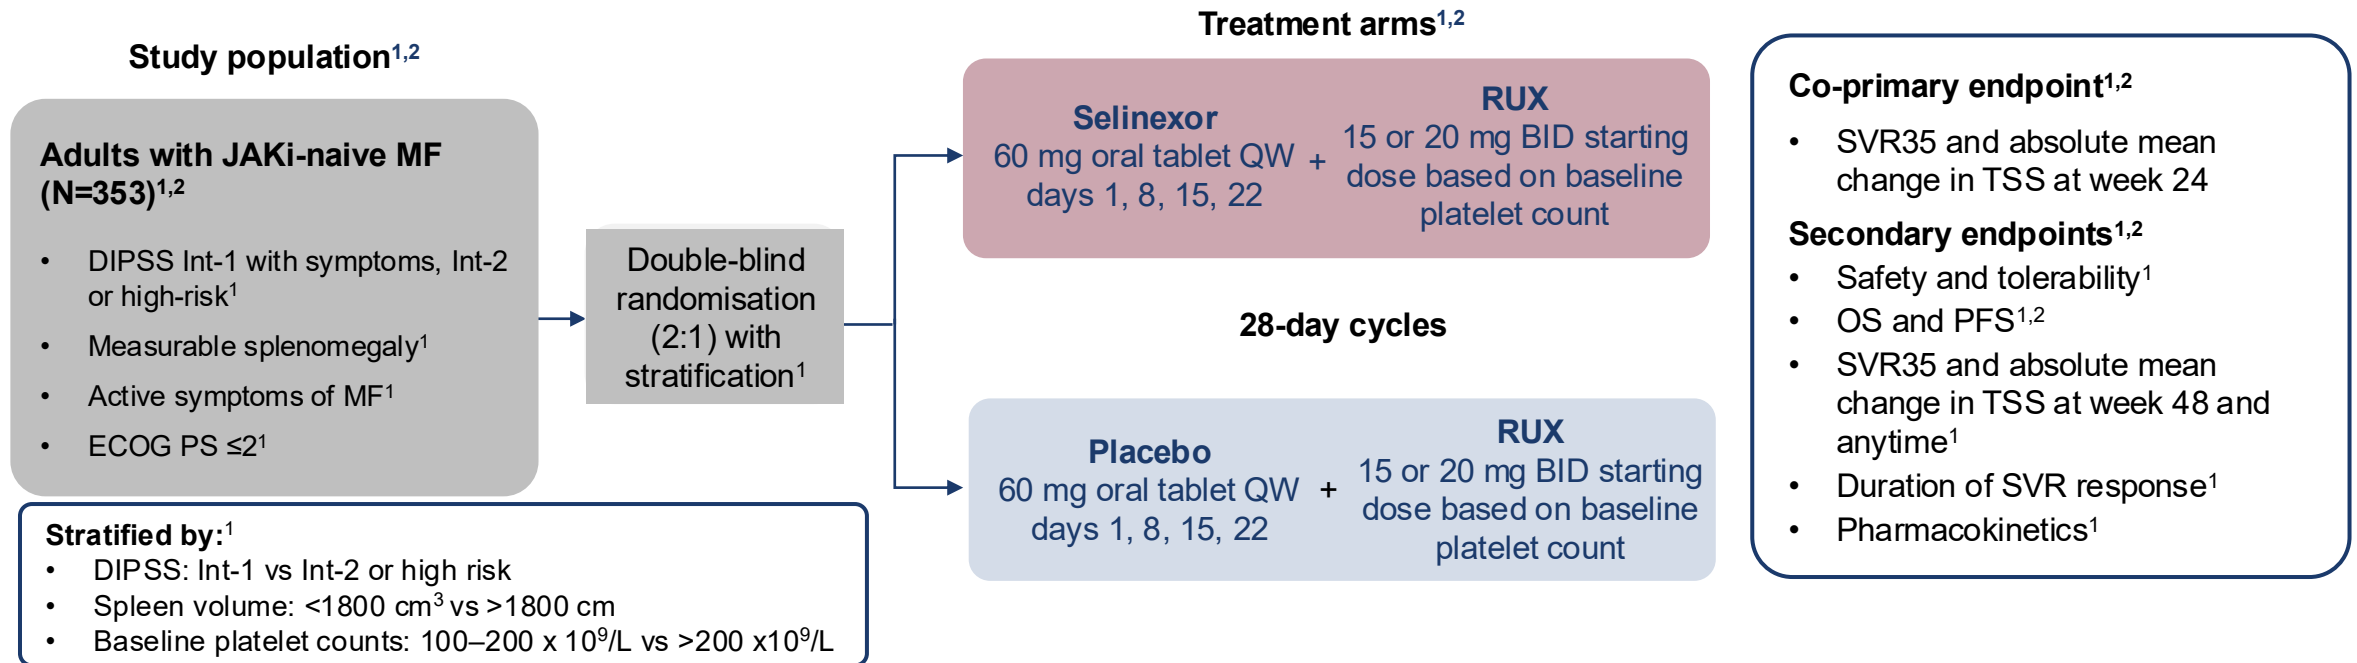 Study population1,2
Adults with JAKi-naive MF
(N=353)1,2
• DIPSS Int-1 with symptoms, Int-2
or high-risk1
• Measurable splenomegaly1
• Active symptoms of MF1
• ECOG PS ≤21
Stratified by:1
• DIPSS: Int-1 vs Int-2 or high risk
• Spleen volume: <1800 cm3 vs >1800 cm
• Baseline platelet counts: 100–200 x 109/L vs >200 x109/L
Double-blind
randomisation
(2:1) with
stratification1
Treatment arms1,2
Selinexor
60 mg oral tablet QW
days 1, 8, 15, 22
+
RUX
15 or 20 mg BID starting
dose based on baseline
platelet count
28-day cycles
Placebo
60 mg oral tablet QW
days 1, 8, 15, 22
+
RUX
15 or 20 mg BID starting
dose based on baseline
platelet count
Co-primary endpoint1,2
• SVR35 and absolute mean
change in TSS at week 24
Secondary endpoints1,2
• Safety and tolerability1
• OS and PFS1,2
• SVR35 and absolute mean
change in TSS at week 48 and
anytime1
• Duration of SVR response1
• Pharmacokinetics1